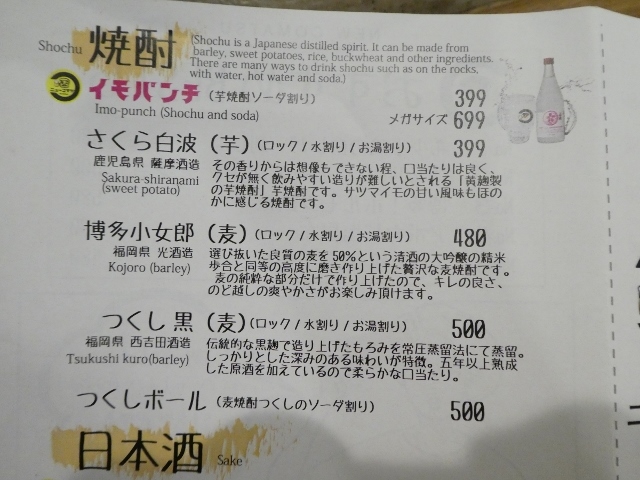 Shochu 焼酎 (Shochu is a Japanese distilled spirit. It can be made from
barley, sweet potatoes, rice, buckwheat and other ingredients.
There are many ways to drink shochu such as on the rocks,
with water, hot water and soda.)
イモパンチ (芋焼酎ソーダ割り) 399
Imo-punch (Shochu and soda) メガサイズ 699
さくら白波 (芋) (ロック / 水割り / お湯割り) 399
鹿児島県 薩摩酒造
Sakura-shiranami
(sweet potato)
その香りからは想像もできない程、口当たりは良く、
クセが無く飲みやすい造りが難しいとされる「黄麹製
の芋焼酎」芋焼酎です。サツマイモの甘い風味もほの
かに感じる焼酎です。
博多小女郎 (麦) (ロック / 水割り / お湯割り) 480
福岡県 光酒造
Kojoro (barley)
選び抜いた良質の麦を50%という清酒の大吟醸の精米
歩合と同等の高度に磨き作り上げた贅沢な麦焼酎です。
麦の純粋な部分だけで作り上げたので、キレの良さ、
のど越しの爽やかさがお楽しみ頂けます。
つくし 黒 (麦) (ロック / 水割り / お湯割り) 500
福岡県 西吉田酒造
Tsukushi kuro(barley)
伝統的な黒麹で造り上げたもろみを常圧蒸留法にて蒸留。
しっかりとした深みのある味わいが特徴。五年以上熟成
した原酒を加えているので柔らかな口当たり。
つくしボール (麦焼酎つくしのソーダ割り) 500
日本酒 Sake